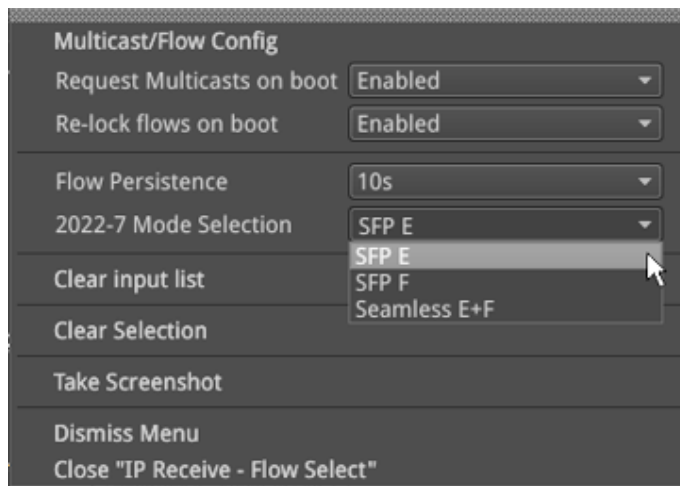 Multicast/Flow Config
Request Multicasts on boot Enabled
Re-lock flows on boot Enabled
Flow Persistence 10s
2022-7 Mode Selection SFP E
SFP E
SFP F
Clear input list
Seamless E+F
Clear Selection
Take Screenshot
Dismiss Menu
Close "IP Receive - Flow Select"